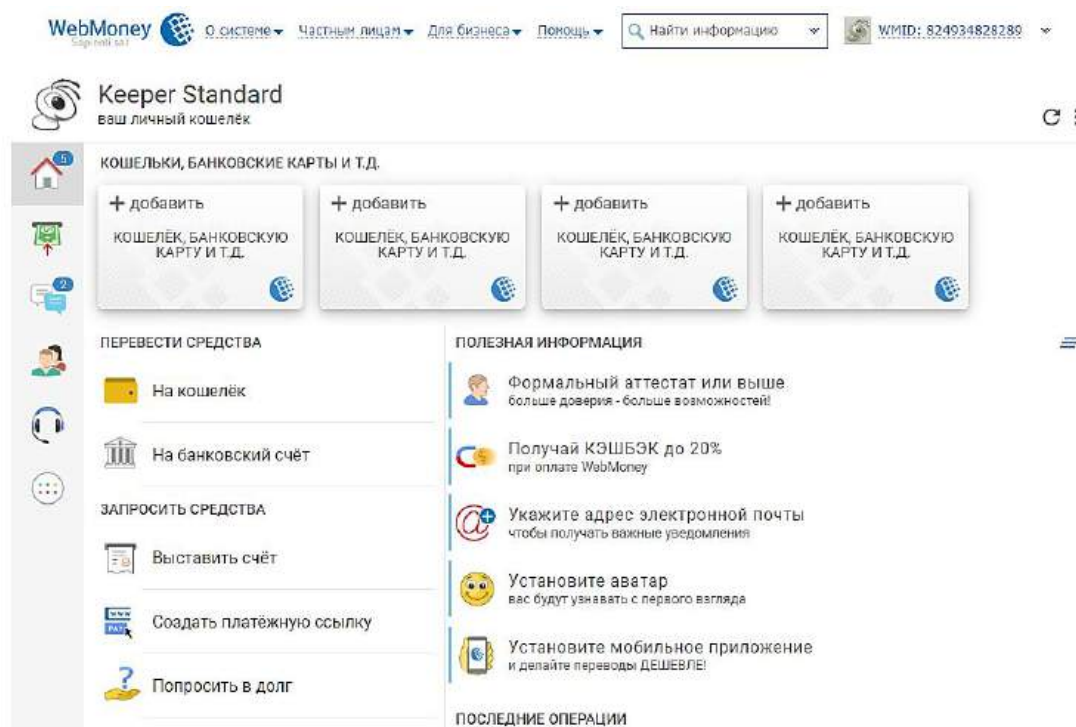 WebMoney
О системе
Частным лицам
Для бизнеса
Помощь
Найти информацию
WMID: 824934828289
Keeper Standard
ваш личный кошелёк
5
КОШЕЛЬКИ, БАНКОВСКИЕ КАРТЫ И Т.Д.
+ добавить
КОШЕЛЁК, БАНКОВСКУЮ
КАРТУ И Т.Д.
+ добавить
КОШЕЛЁК, БАНКОВСКУЮ
КАРТУ И Т.Д.
+ добавить
КОШЕЛЁК, БАНКОВСКУЮ
КАРТУ И Т.Д.
+ добавить
КОШЕЛЁК, БАНКОВСКУЮ
КАРТУ И Т.Д.
2
ПЕРЕВЕСТИ СРЕДСТВА
На кошелёк
На банковский счёт
ЗАПРОСИТЬ СРЕДСТВА
Выставить счёт
WWW
PAY
Создать платёжную ссылку
?
Попросить в долг
ПОЛЕЗНАЯ ИНФОРМАЦИЯ
Формальный аттестат или выше
больше доверия - больше возможностей!
Получай КЭШБЭК до 20%
при оплате WebMoney
Укажите адрес электронной почты
чтобы получать важные уведомления
Установите аватар
вас будут узнавать с первого взгляда
Установите мобильное приложение
и делайте переводы ДЕШЕВЛЕ!
ПОСЛЕДНИЕ ОПЕРАЦИИ